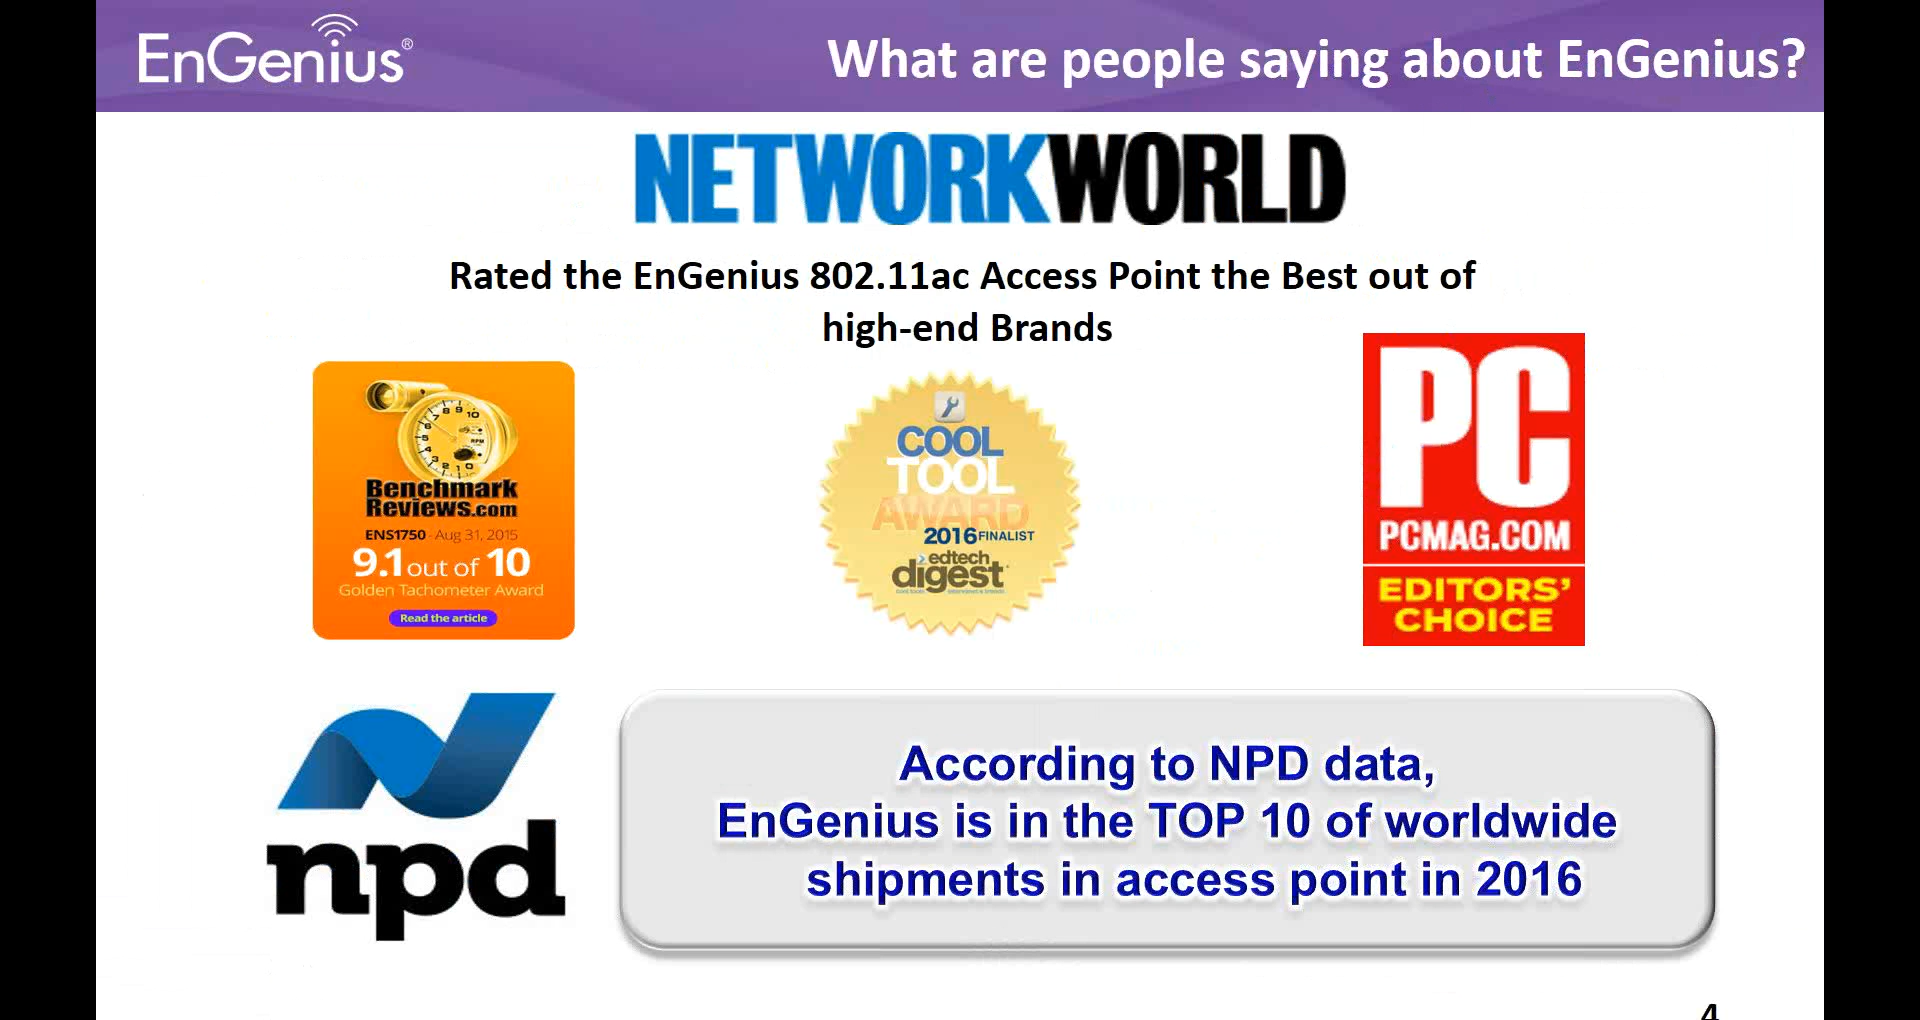 EnGenius®
What are people saying about EnGenius?
NETWORKWORLD
Rated the EnGenius 802.11ac Access Point the Best out of
high-end Brands
Benchmark
Reviews.com
ENS1750 - Aug 31, 2015
9.1 out of 10
Golden Tachometer Award
Read the article
COOL
TOOL
AWARD
2016 FINALIST
edtech
digest
PC
PCMAG.COM
EDITORS'
CHOICE
npd
According to NPD data,
EnGenius is in the TOP 10 of worldwide
shipments in access point in 2016
4